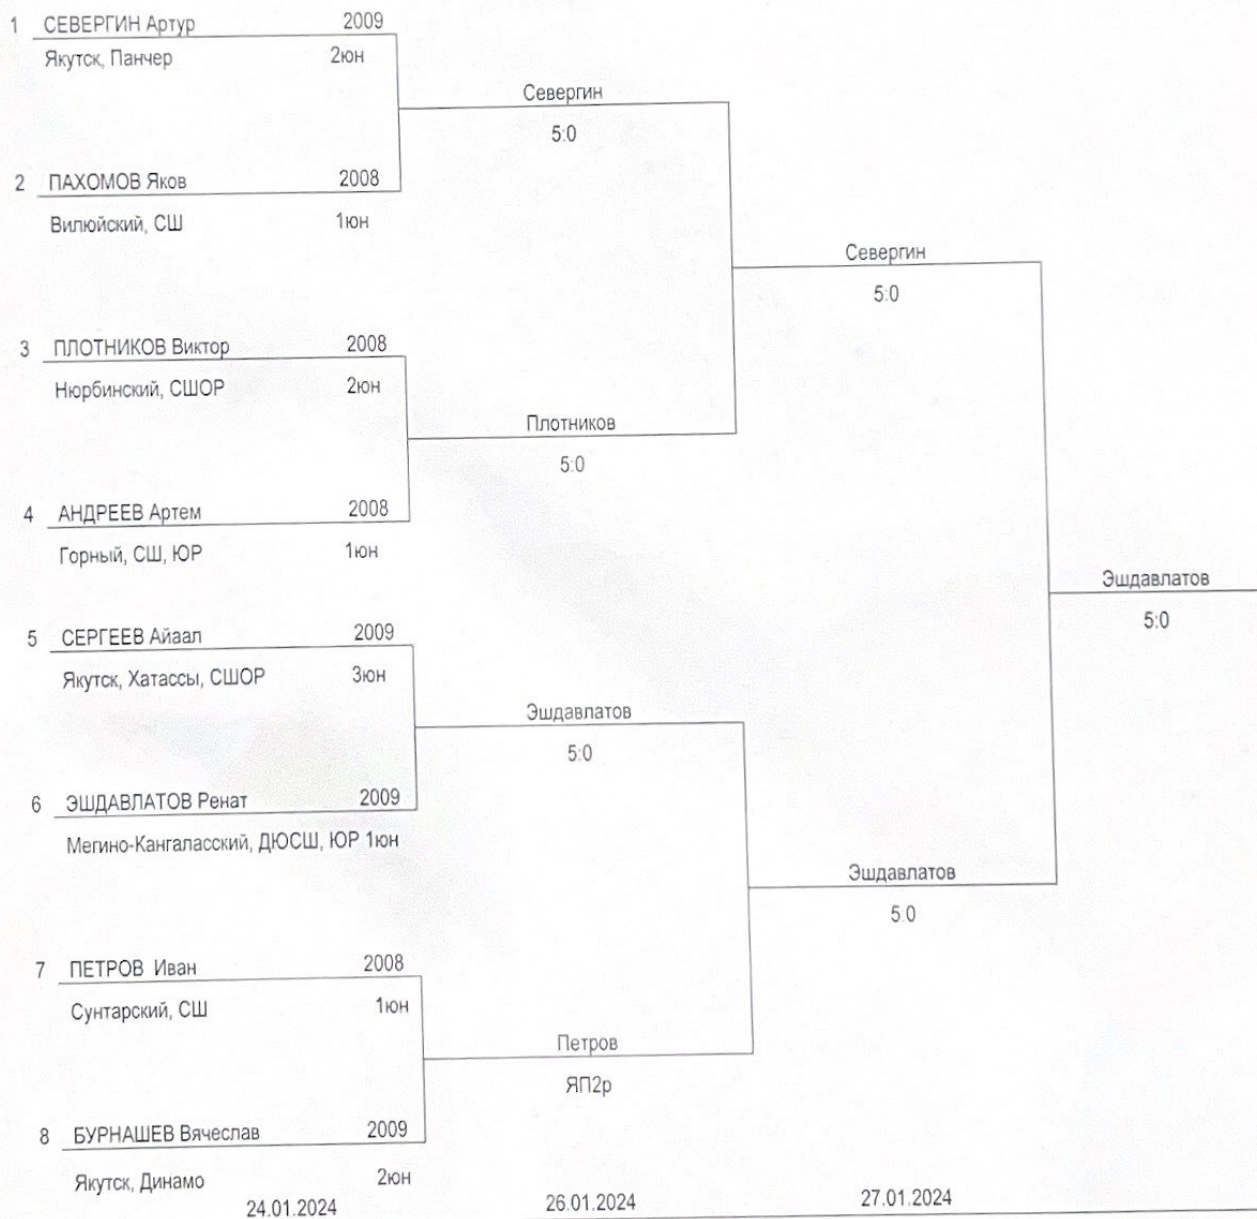 1 СЕВЕРГИН Артур 2009
Якутск, Панчер 2юн
Севергин
5:0
2 ПАХОМОВ Яков 2008
Вилюйский, СШ 1юн
Севергин
5:0
3 ПЛОТНИКОВ Виктор 2008
Нюрбинский, СШОР 2юн
Плотников
5:0
4 АНДРЕЕВ Артем 2008
Горный, СШ, ЮР 1юн
Эшдавлатов
5:0
5 СЕРГЕЕВ Айаал 2009
Якутск, Хатассы, СШОР 3юн
Эшдавлатов
5:0
6 ЭШДАВЛАТОВ Ренат 2009
Мегино-Кангаласский, ДЮСШ, ЮР 1юн
Эшдавлатов
5:0
7 ПЕТРОВ Иван 2008
Сунтарский, СШ 1юн
Петров
ЯП2р
8 БУРНАШЕВ Вячеслав 2009
Якутск, Динамо 2юн
24.01.2024 26.01.2024 27.01.2024